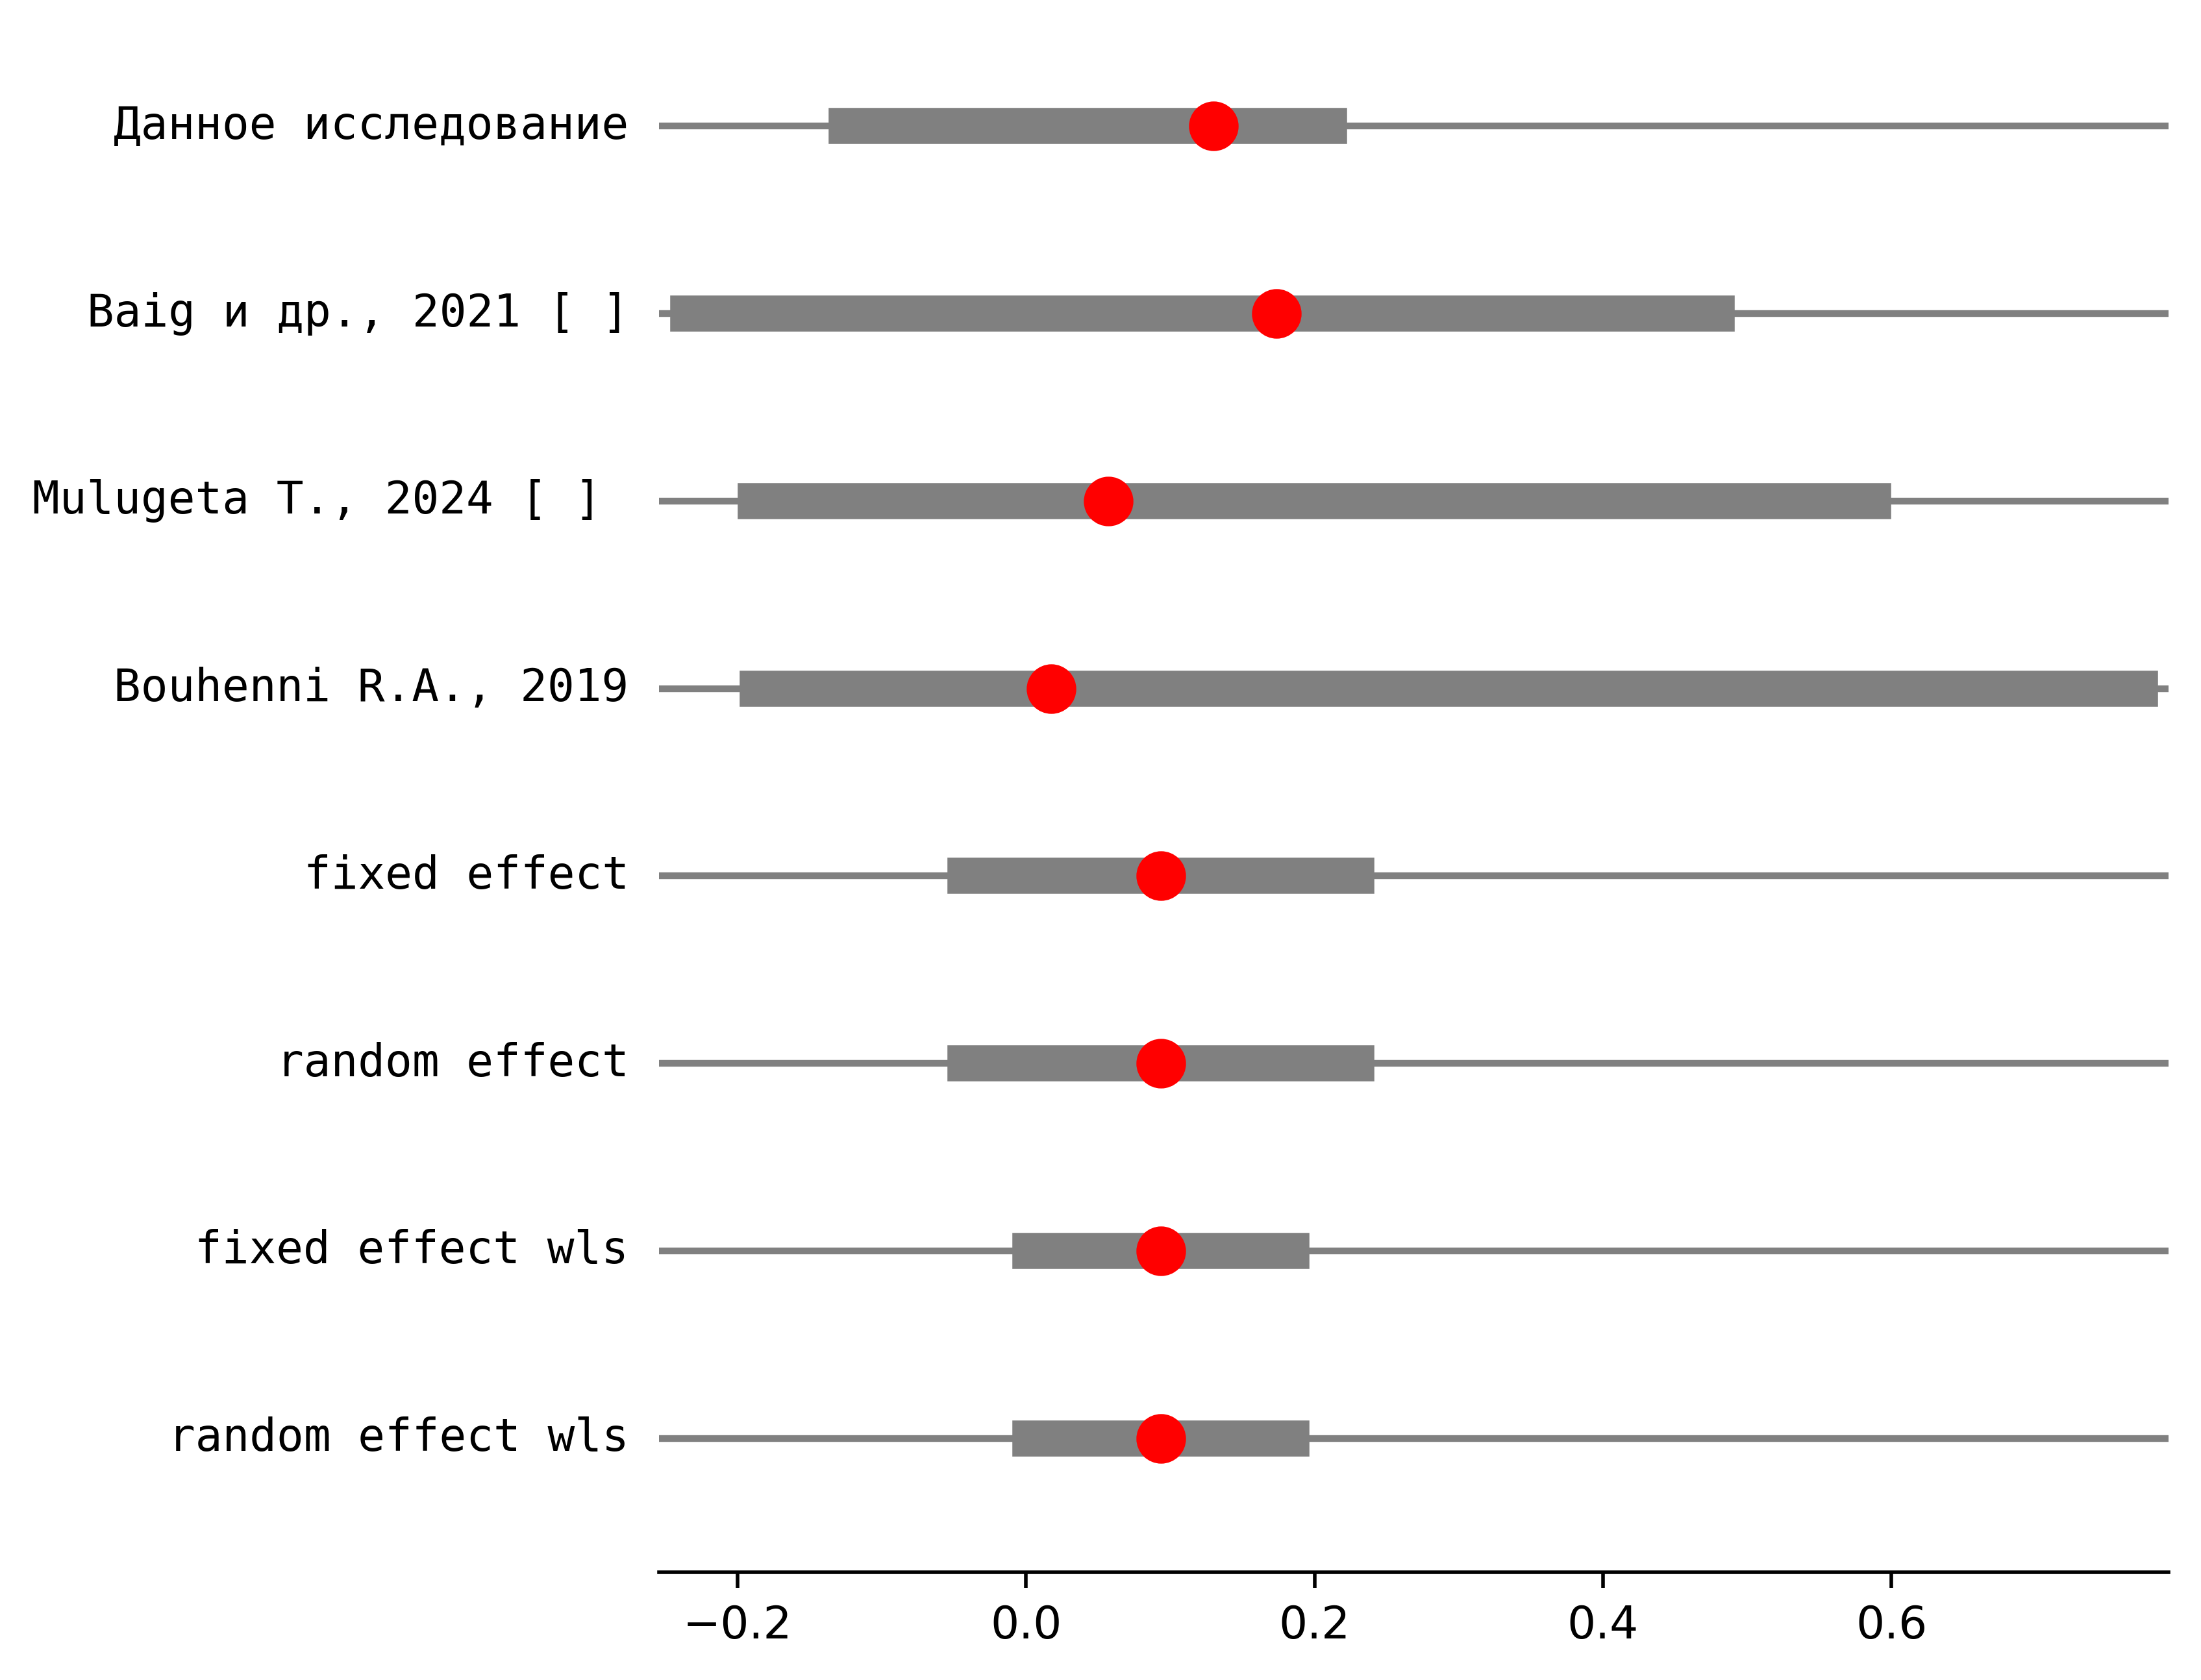 Данное исследование
Baig и др., 2021 [ ]
Mulugeta T., 2024 [ ]
Bouhenni R.A., 2019
fixed effect
random effect
fixed effect wls
random effect wls
−0.2 0.0 0.2 0.4 0.6